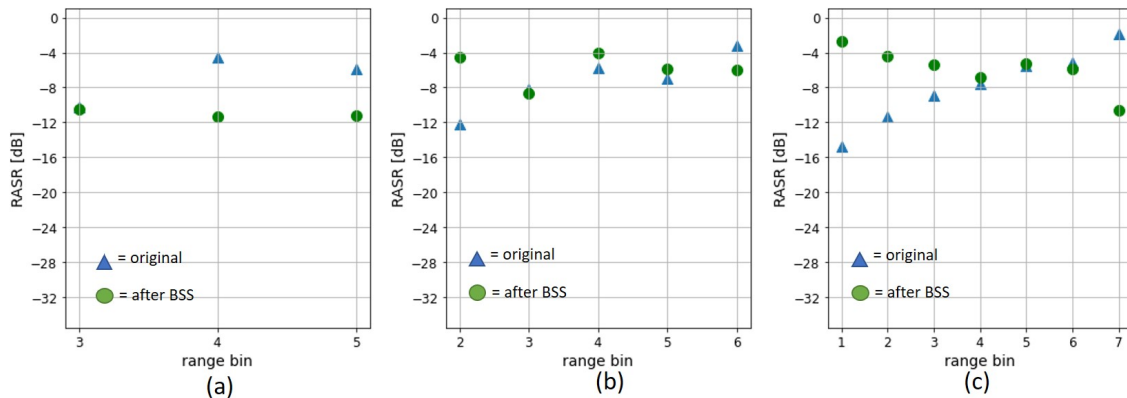 0
−4
−8
−12
−16
−20
−24
−28
−32
RASR [dB]
= original
= after BSS
3 4 5
range bin
(a)
0
−4
−8
−12
−16
−20
−24
−28
−32
RASR [dB]
= original
= after BSS
2 3 4 5 6
range bin
(b)
0
−4
−8
−12
−16
−20
−24
−28
−32
RASR [dB]
= original
= after BSS
1 2 3 4 5 6 7
range bin
(c)